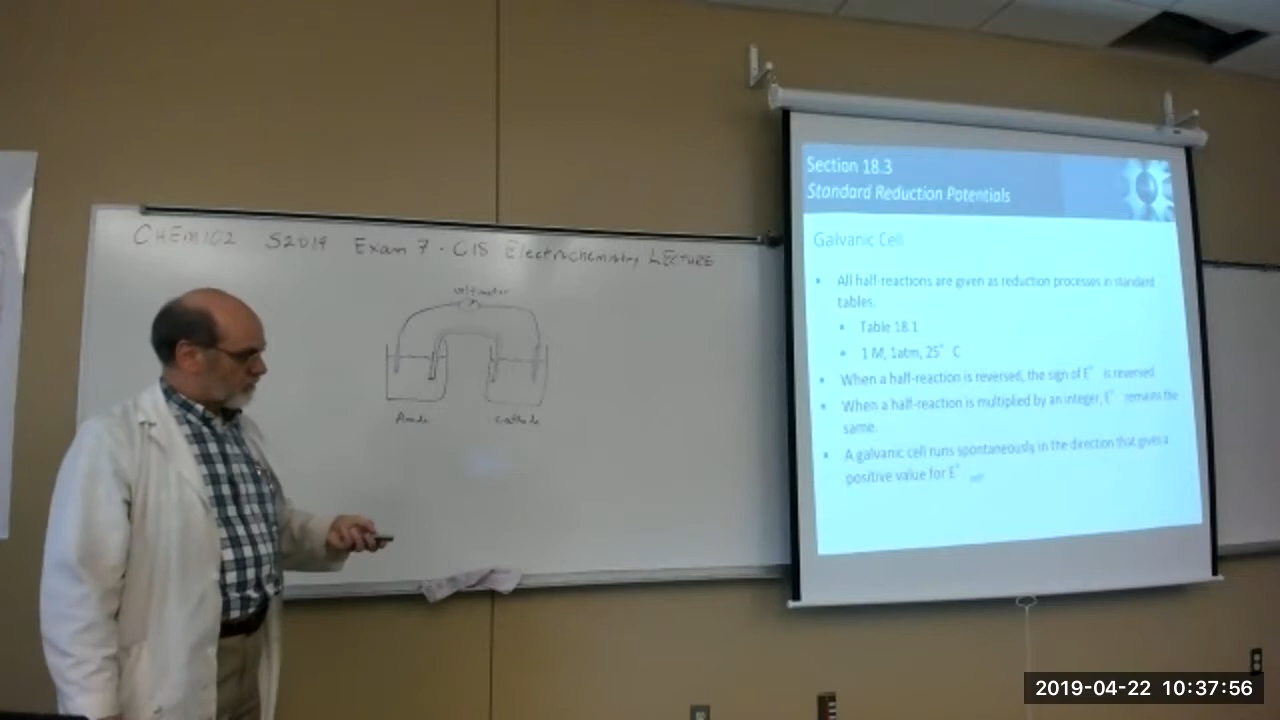 CHEM102 S2019 Exam 7 - C18 Electrochemistry LECTURE
voltmeter
Anode cathode
Section 18.3
Standard Reduction Potentials
Galvanic Cell
• All half-reactions are given as reduction processes in standard
tables.
• Table 18.1
• 1 M, 1atm, 25° C
• When a half-reaction is reversed, the sign of E° is reversed.
• When a half-reaction is multiplied by an integer, E° remains the
same.
• A galvanic cell runs spontaneously in the direction that gives a
positive value for E° cell.
2019-04-22 10:37:56